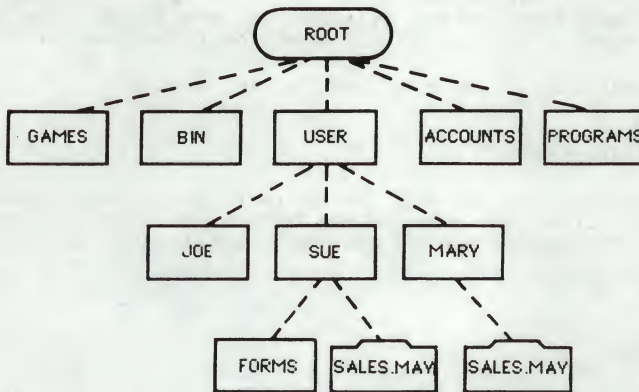 ROOT
GAMES BIN USER ACCOUNTS PROGRAMS
JOE SUE MARY
FORMS SALES.MAY SALES.MAY